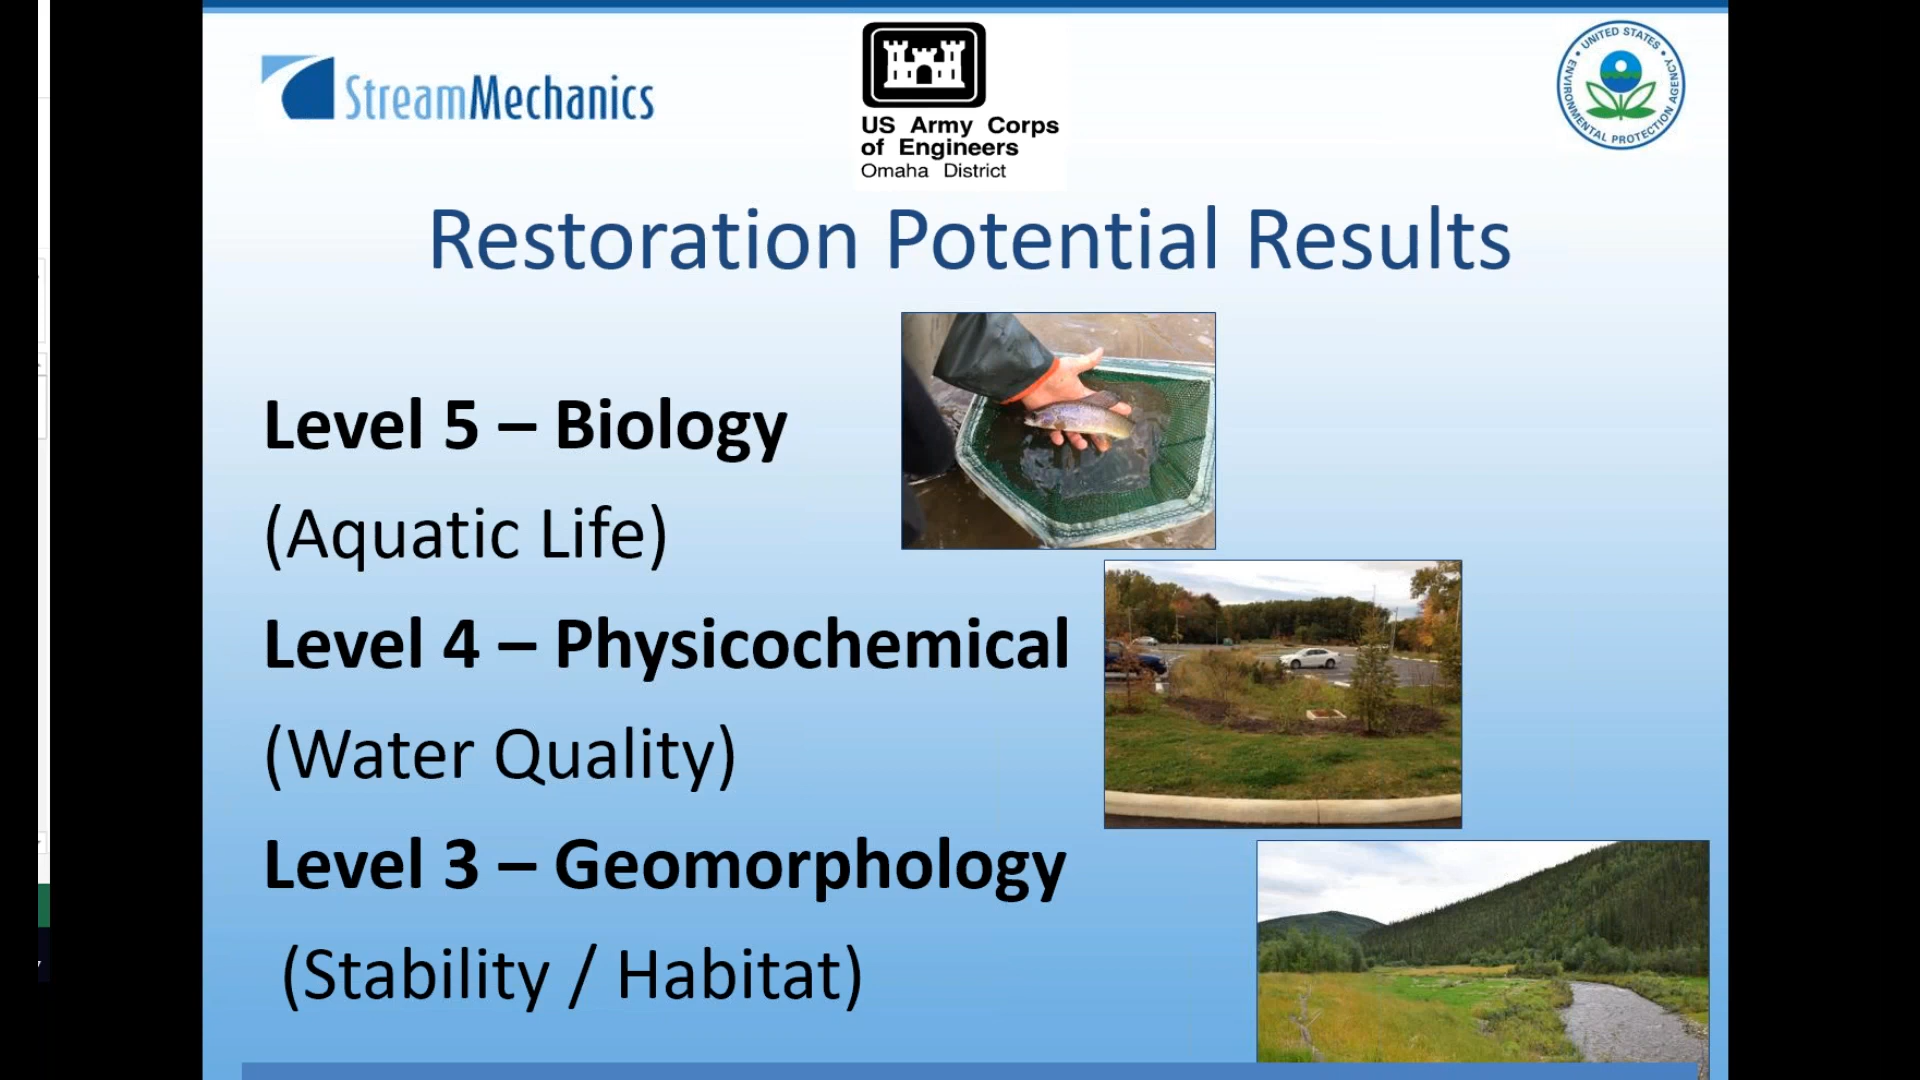 StreamMechanics
US Army Corps
of Engineers
Omaha District
UNITED STATES
ENVIRONMENTAL PROTECTION AGENCY
Restoration Potential Results
Level 5 – Biology
(Aquatic Life)
Level 4 – Physicochemical
(Water Quality)
Level 3 – Geomorphology
(Stability / Habitat)